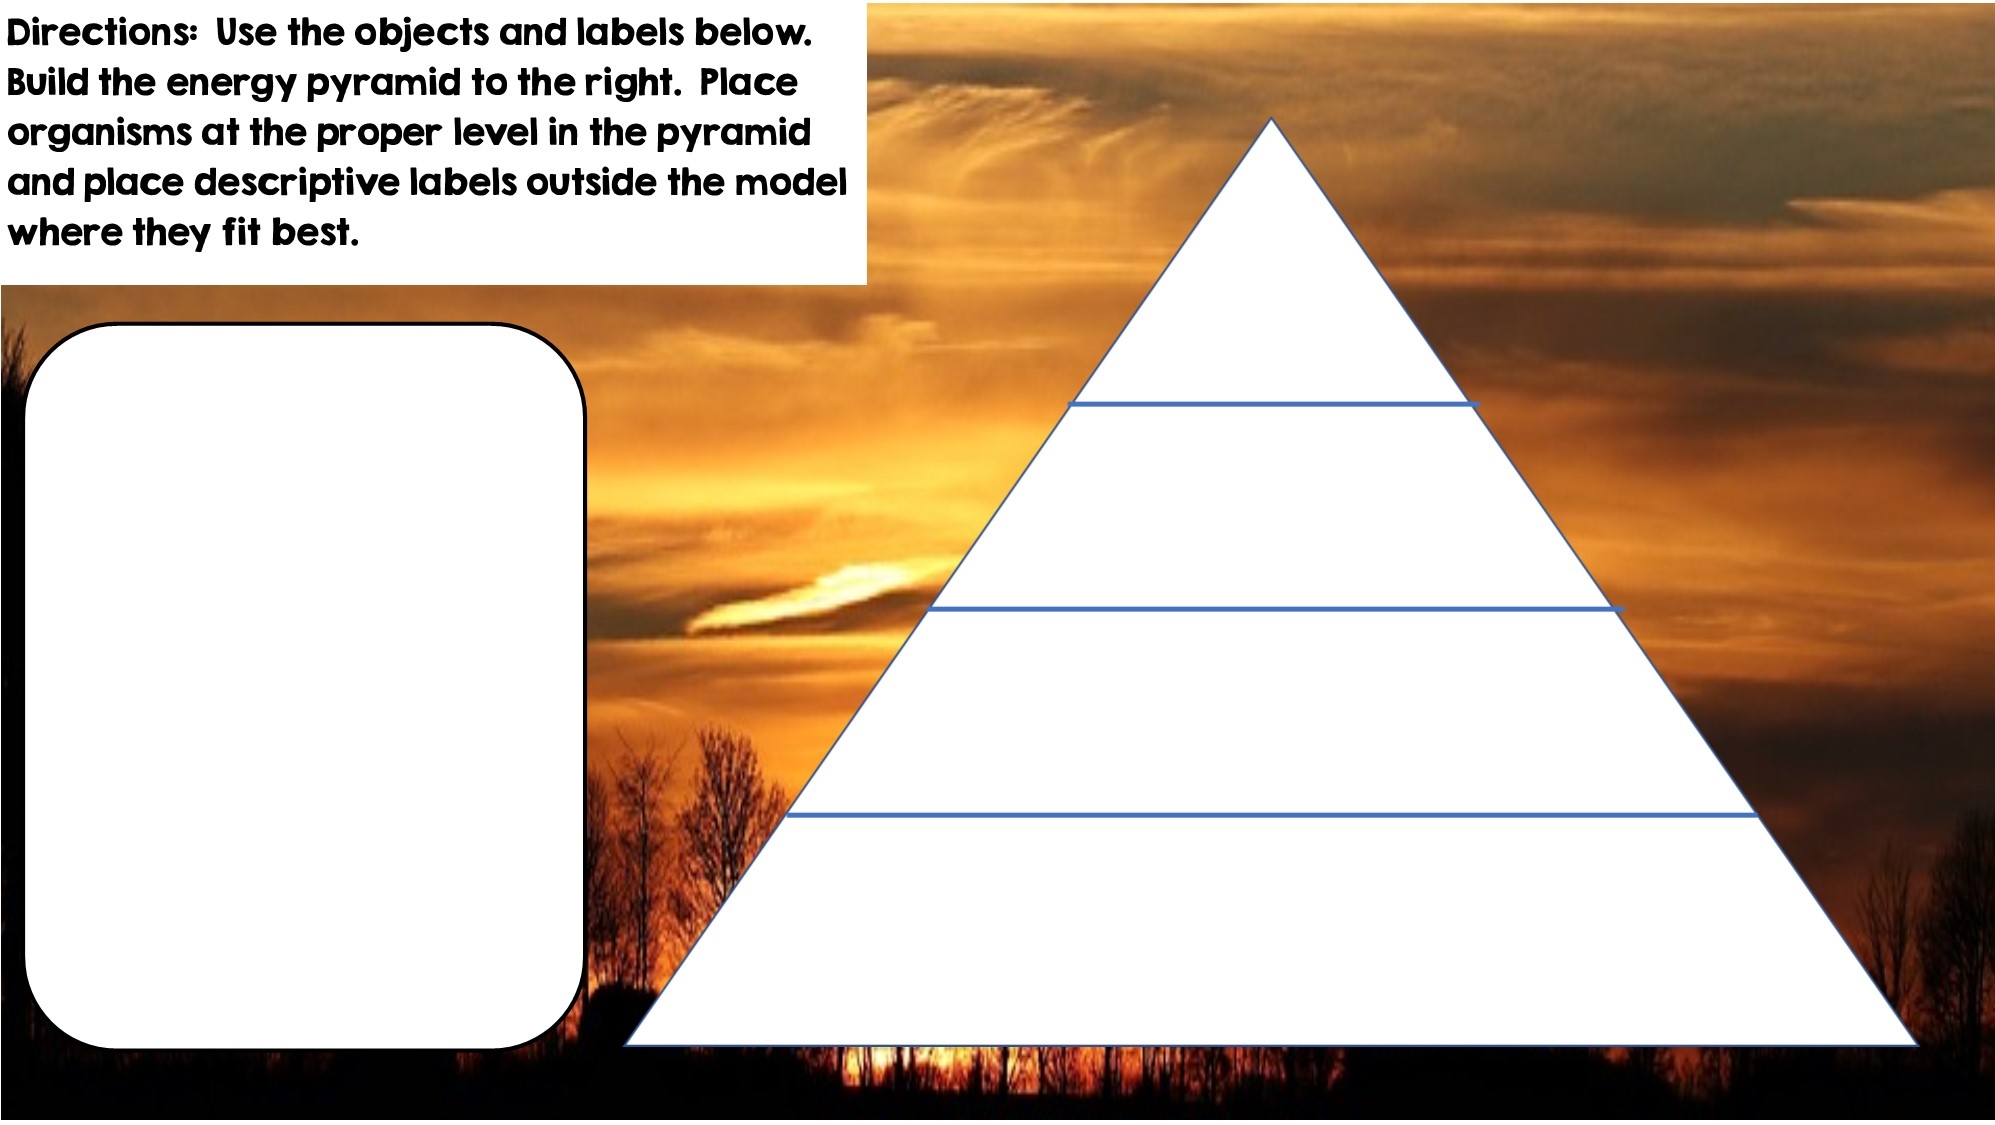 Directions:  Use the objects and labels below.
Build the energy pyramid to the right.  Place
organisms at the proper level in the pyramid
and place descriptive labels outside the model
where they fit best.